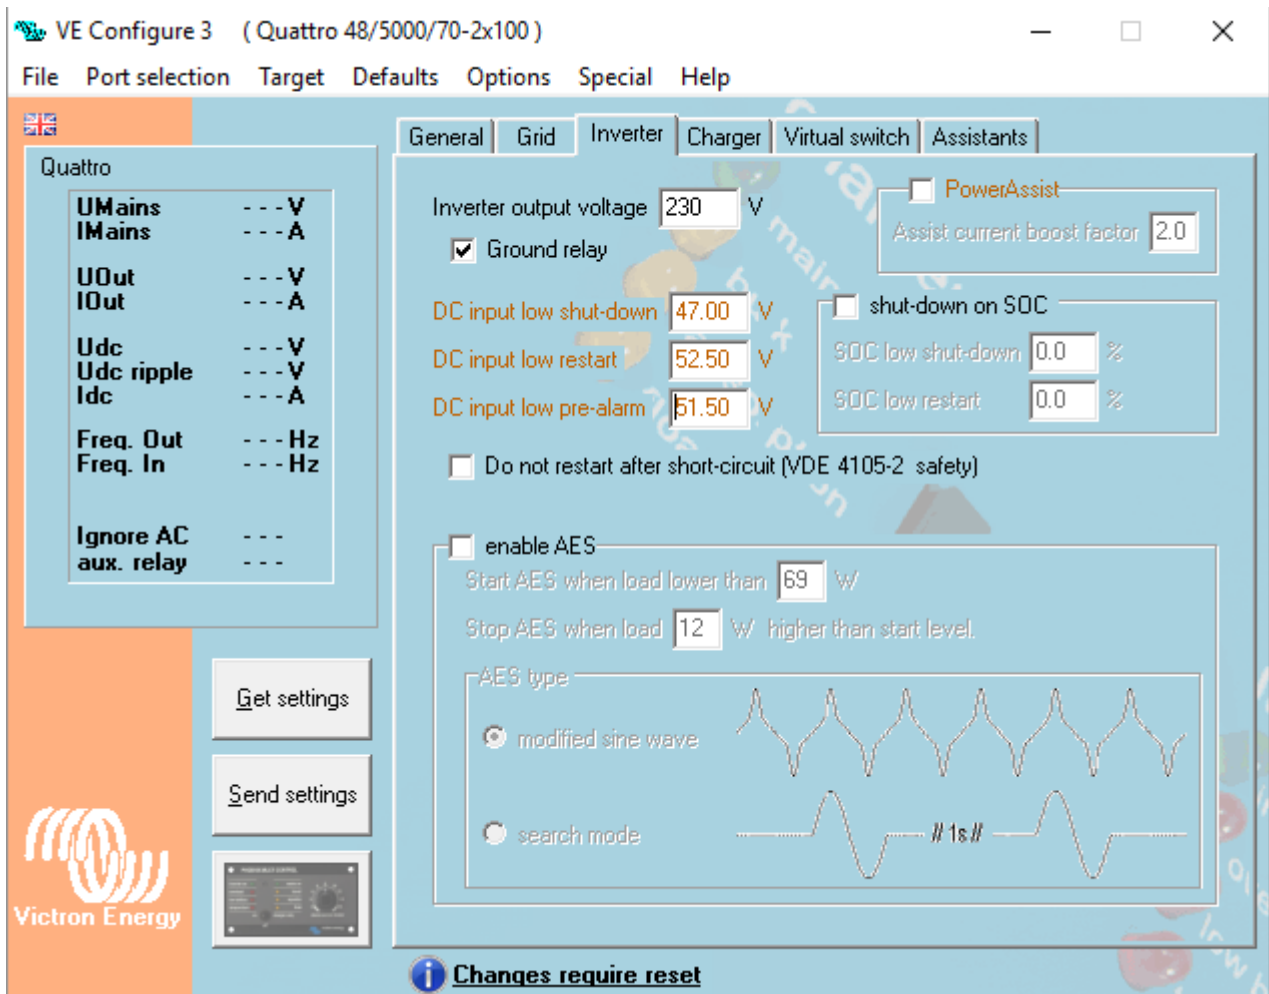 VE Configure 3 ( Quattro 48/5000/70-2x100 )
File Port selection Target Defaults Options Special Help
General Grid Inverter Charger Virtual switch Assistants
Quattro
UMains - - - V
IMains - - - A
UOut - - - V
IOut - - - A
Udc - - - V
Udc ripple - - - V
Idc - - - A
Freq. Out - - - Hz
Freq. In - - - Hz
Ignore AC - - -
aux. relay - - -
Get settings
Send settings
Victron Energy
Inverter output voltage 230 V
Ground relay
DC input low shut-down 47.00 V
DC input low restart 52.50 V
DC input low pre-alarm 51.50 V
PowerAssist
Assist current boost factor 2.0
shut-down on SOC
SOC low shut-down 0.0 %
SOC low restart 0.0 %
Do not restart after short-circuit (VDE 4105-2 safety)
enable AES
Start AES when load lower than 69 W
Stop AES when load 12 W higher than start level.
AES type
modified sine wave
search mode
// 1s //
Changes require reset